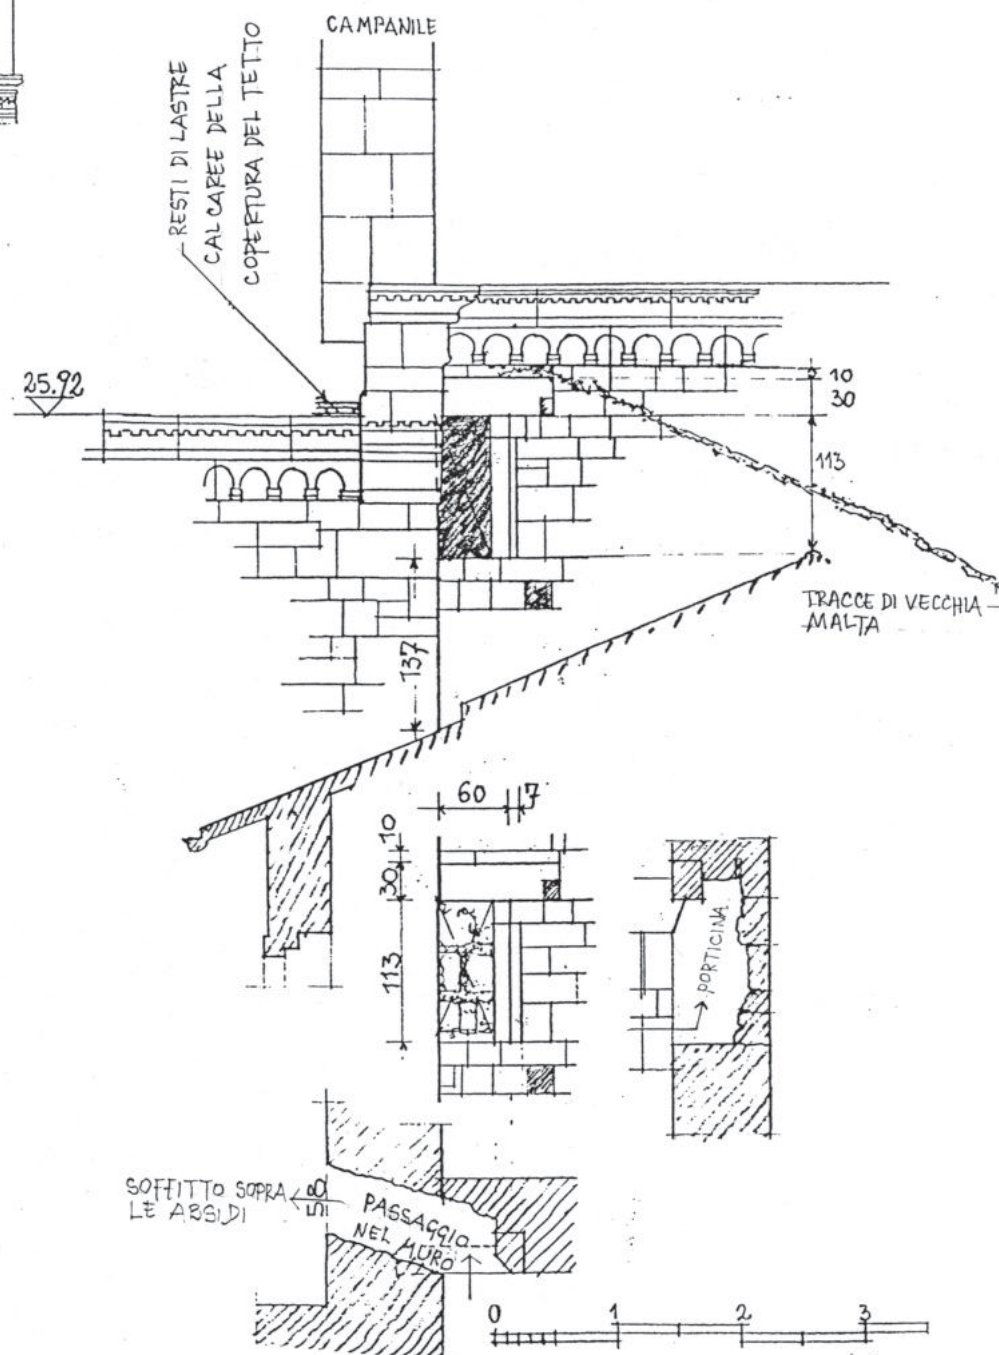 CAMPANILE
RESTI DI LASTRE
CALCAREE DELLA
COPERTURA DEL TETTO
25.92
10
30
113
137
TRACCE DI VECCHIA
MALTA
60
7
10
30
113
PORTICINA
SOFFITTO SOPRA
LE ABSIDI
58
PASSAGGIO
NEL MURO
0 1 2 3